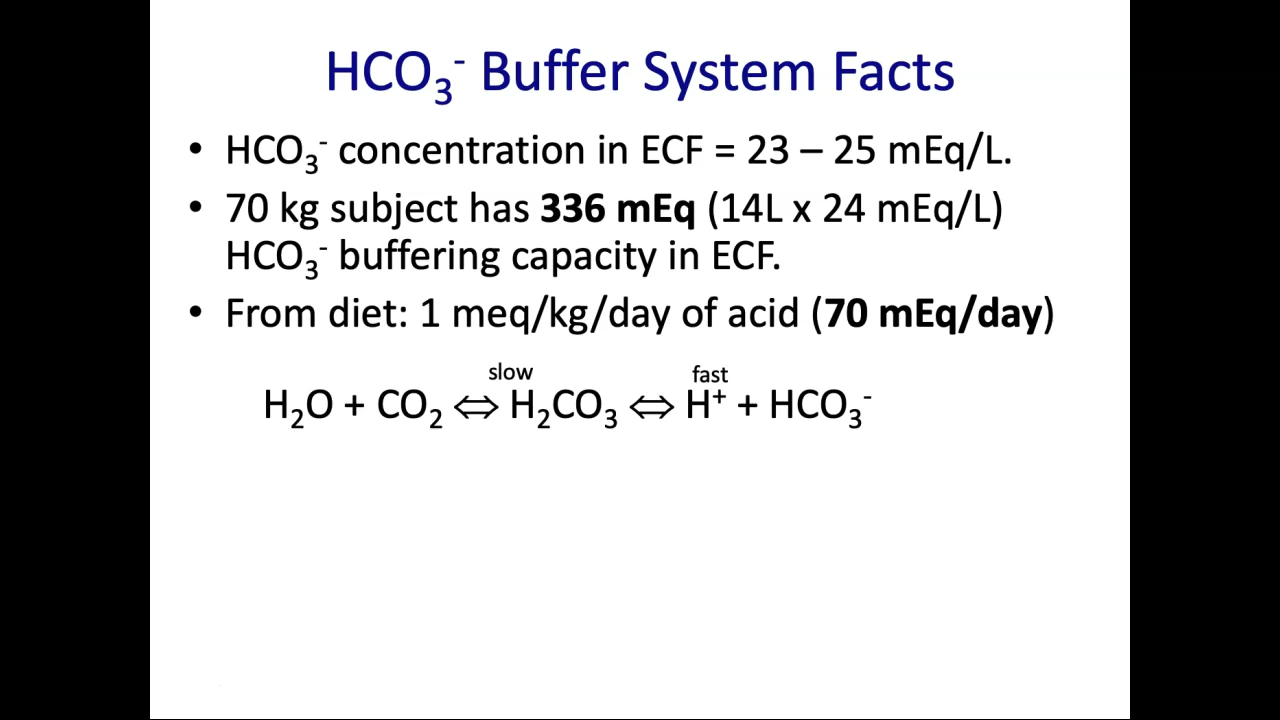 HCO₃⁻ Buffer System Facts
• HCO₃⁻ concentration in ECF = 23 – 25 mEq/L.
• 70 kg subject has 336 mEq (14L x 24 mEq/L)
HCO₃⁻ buffering capacity in ECF.
• From diet: 1 meq/kg/day of acid (70 mEq/day)
slow fast
H₂O + CO₂ ⇔ H₂CO₃ ⇔ H⁺ + HCO₃⁻